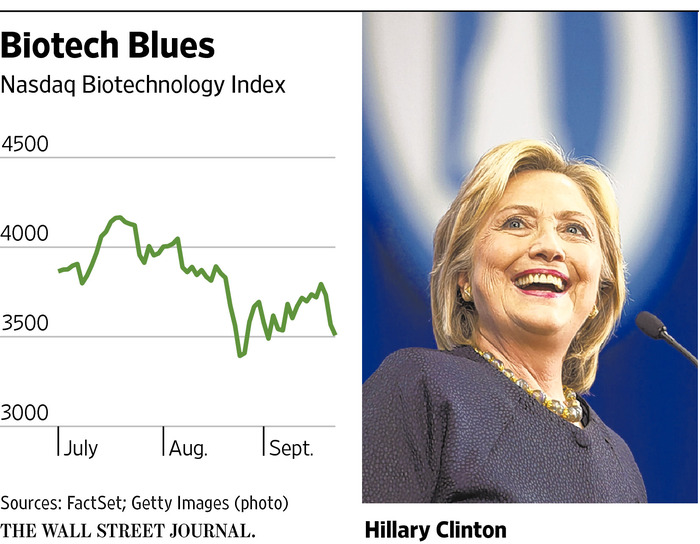 Biotech Blues
Nasdaq Biotechnology Index
4500
4000
3500
3000
July
Aug.
Sept.
Sources: FactSet; Getty Images (photo)
THE WALL STREET JOURNAL.
Hillary Clinton